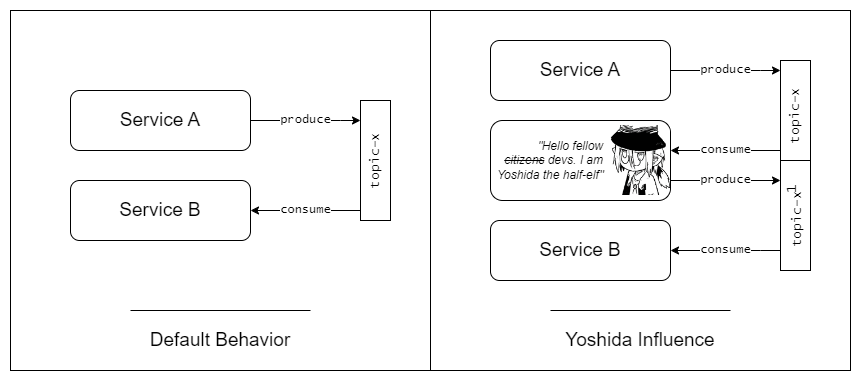 Service A
produce
topic-x
Service B
consume
Default Behavior
Service A
produce
topic-x
"Hello fellow
citizens devs. I am
Yoshida the half-elf"
consume
produce
topic-x¹
Service B
consume
Yoshida Influence